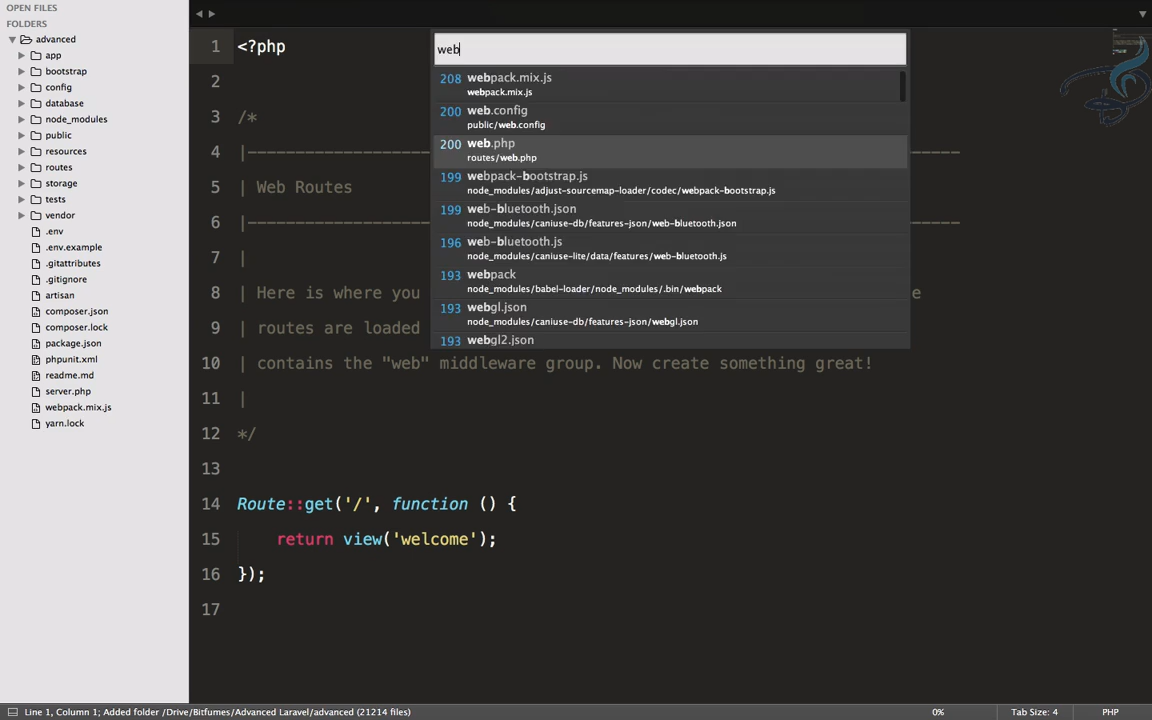 OPEN FILES
FOLDERS
advanced
app
bootstrap
config
database
node_modules
public
resources
routes
storage
tests
vendor
.env
.env.example
.gitattributes
.gitignore
artisan
composer.json
composer.lock
package.json
phpunit.xml
readme.md
server.php
webpack.mix.js
yarn.lock
web
208 webpack.mix.js
webpack.mix.js
200 web.config
public/web.config
200 web.php
routes/web.php
199 webpack-bootstrap.js
node_modules/adjust-sourcemap-loader/codec/webpack-bootstrap.js
199 web-bluetooth.json
node_modules/caniuse-db/features-json/web-bluetooth.json
196 web-bluetooth.js
node_modules/caniuse-lite/data/features/web-bluetooth.js
193 webpack
node_modules/babel-loader/node_modules/.bin/webpack
193 webgl.json
node_modules/caniuse-db/features-json/webgl.json
193 webgl2.json
1 <?php
2
3 /*
4 |--------------------------------------------------------------------------
5 | Web Routes
6 |--------------------------------------------------------------------------
7 |
8 | Here is where you e
9 | routes are loaded
10 | contains the "web" middleware group. Now create something great!
11 |
12 */
13
14 Route::get('/', function () {
15 return view('welcome');
16 });
17
Line 1, Column 1; Added folder /Drive/Bitfumes/Advanced Laravel/advanced (21214 files) 0% Tab Size: 4 PHP